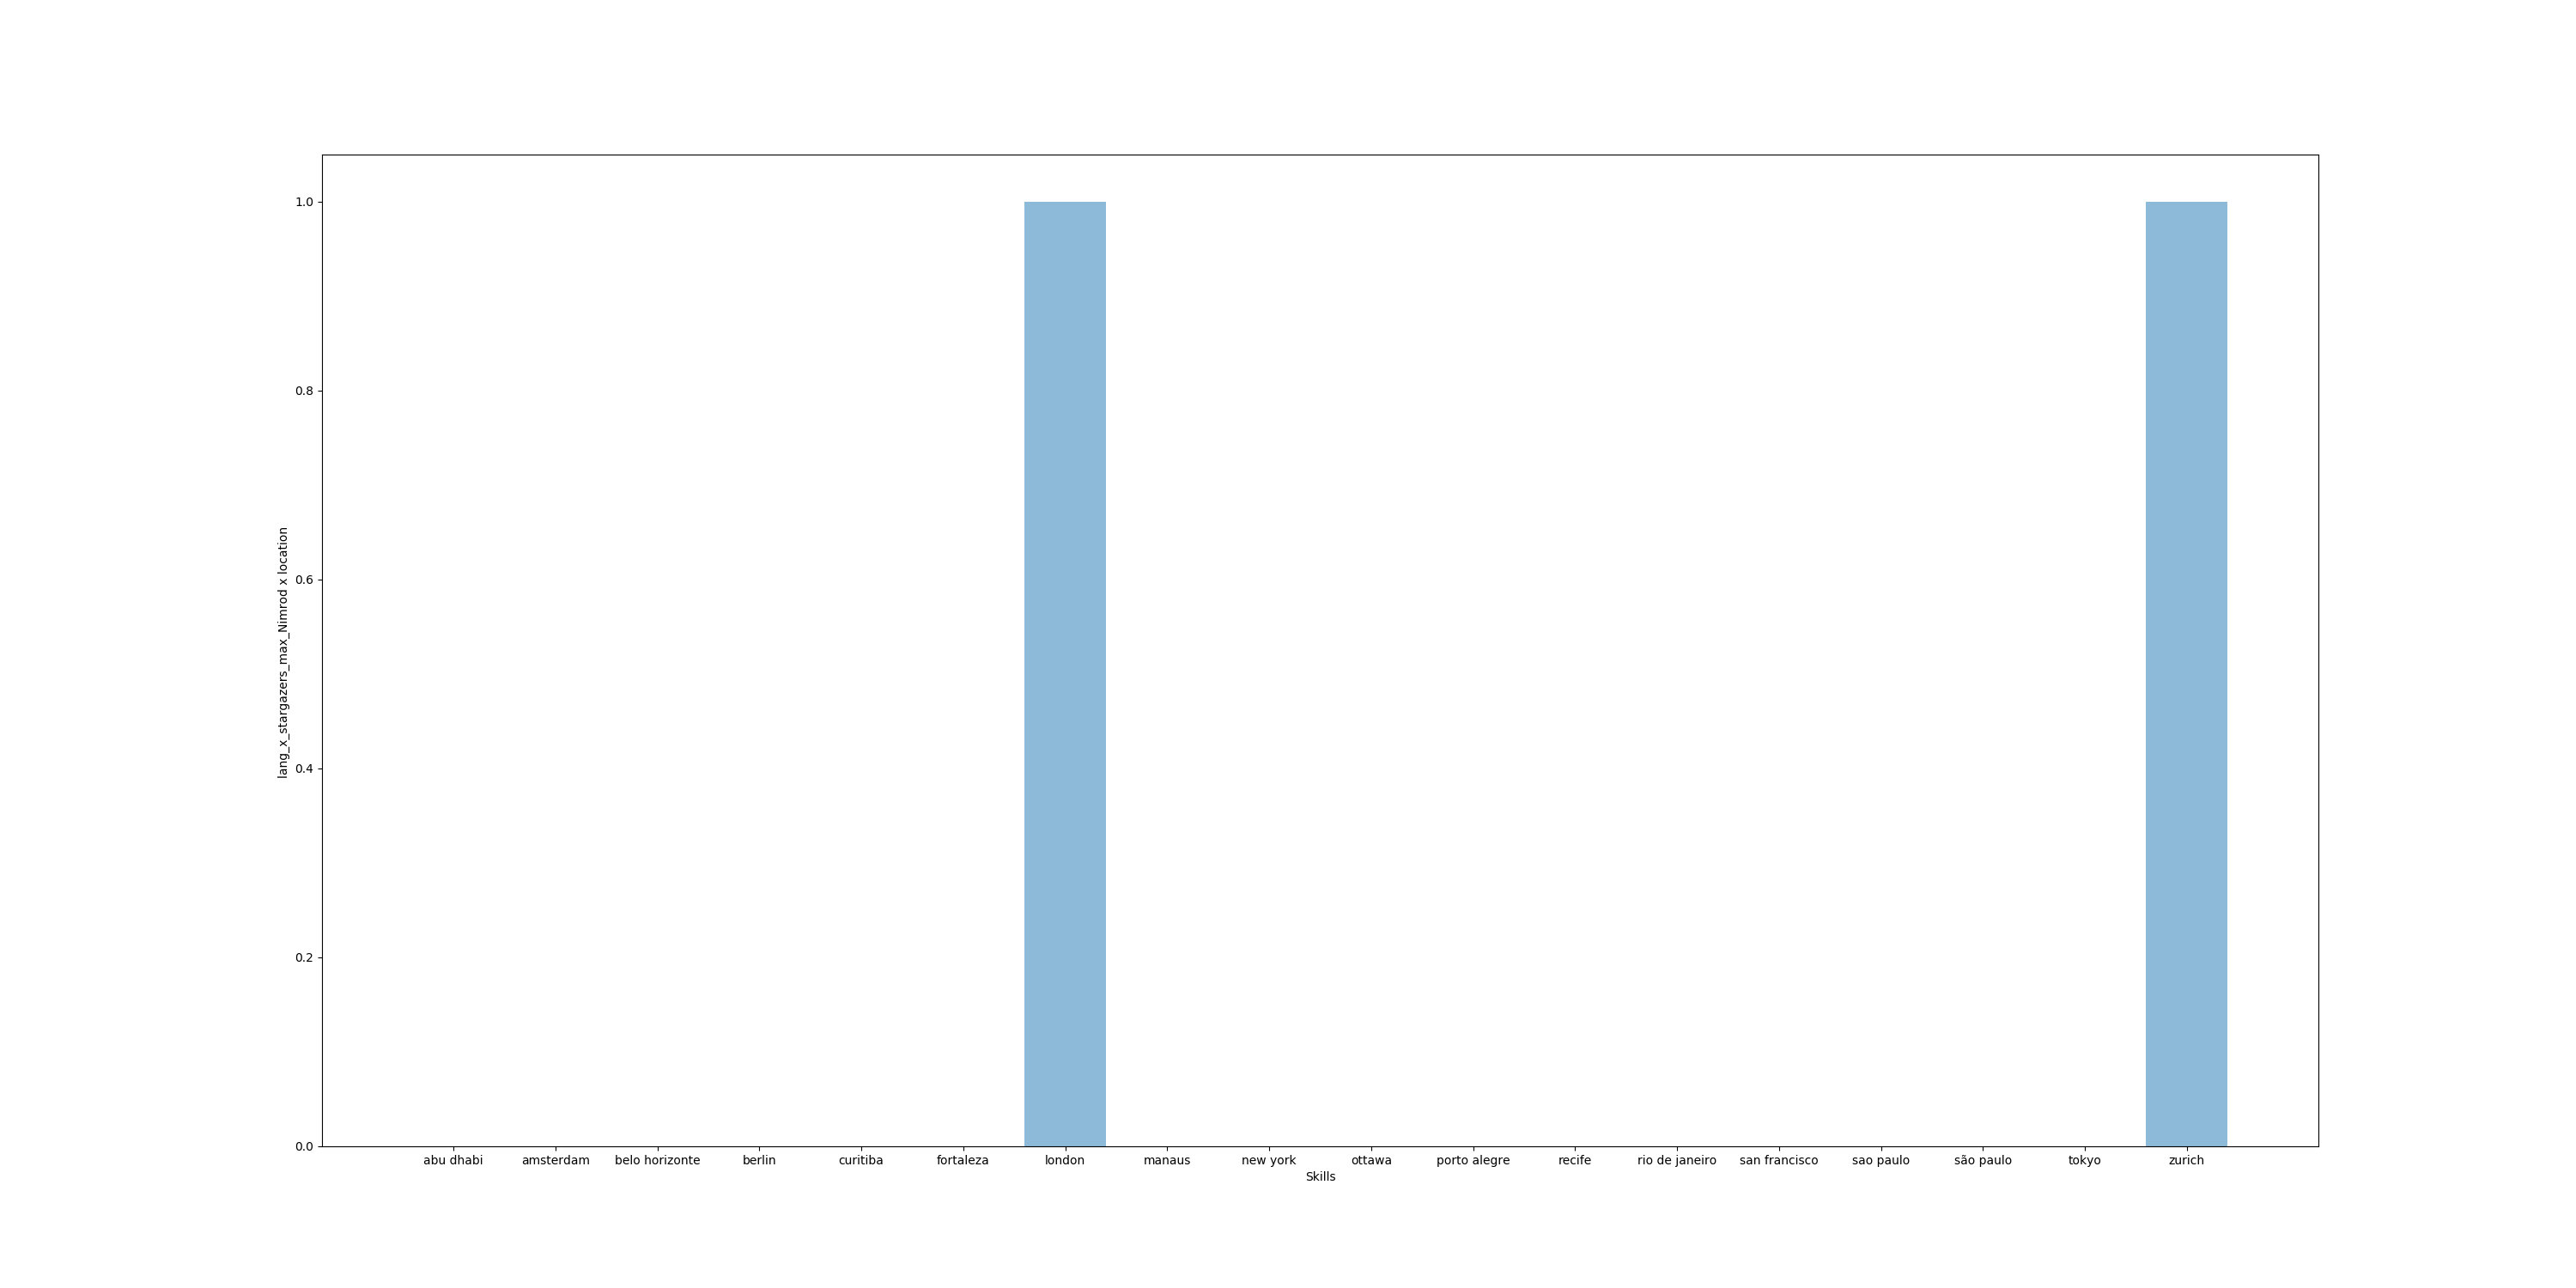 1.0
0.8
0.6
0.4
0.2
0.0
lang_x_stargazers_max_Nimrod x location
abu dhabi amsterdam belo horizonte berlin curitiba fortaleza london manaus new york ottawa porto alegre recife rio de janeiro san francisco sao paulo são paulo tokyo zurich
Skills